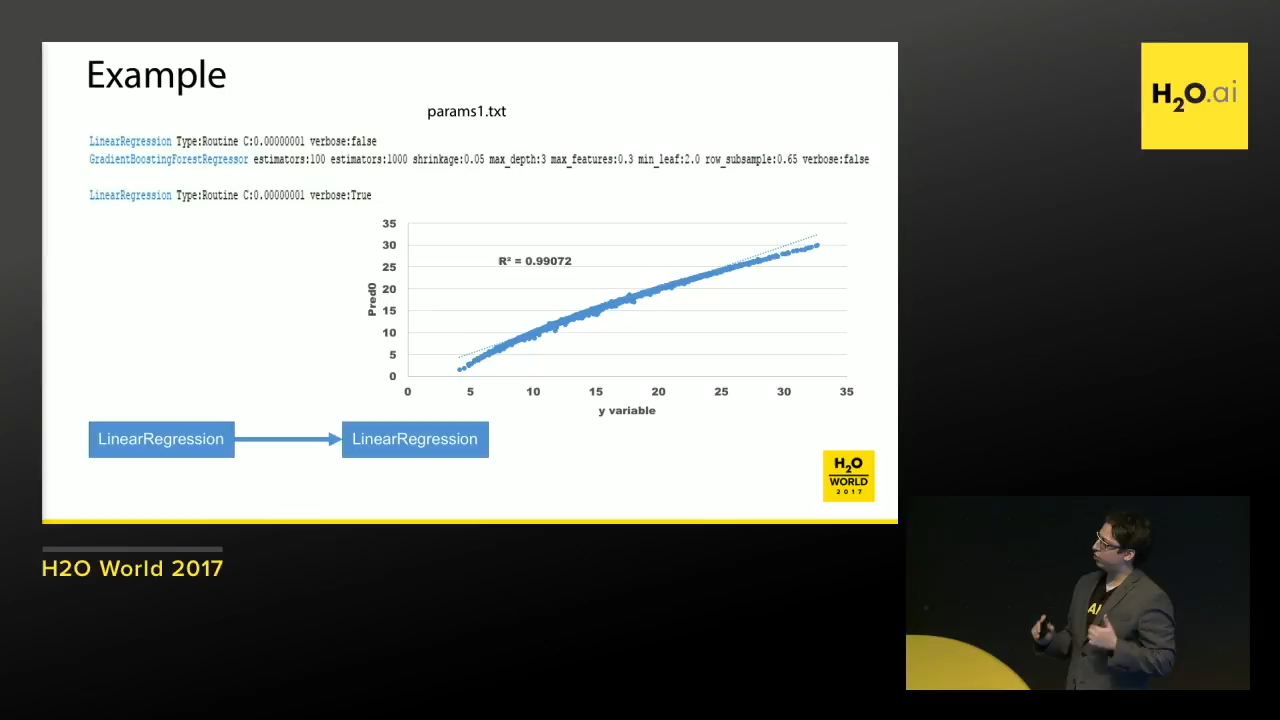 Example
params1.txt
LinearRegression Type:Routine C:0.00000001 verbose:false
GradientBoostingForestRegressor estimators:100 estimators:1000 shrinkage:0.05 max_depth:3 max_features:0.3 min_leaf:2.0 row_subsample:0.65 verbose:false
LinearRegression Type:Routine C:0.00000001 verbose:True
35
30
25
20
15
10
5
0
Pred0
R² = 0.99072
0 5 10 15 20 25 30 35
y variable
LinearRegression
LinearRegression
H2O
WORLD
2017
H2O.ai
H2O World 2017
AI